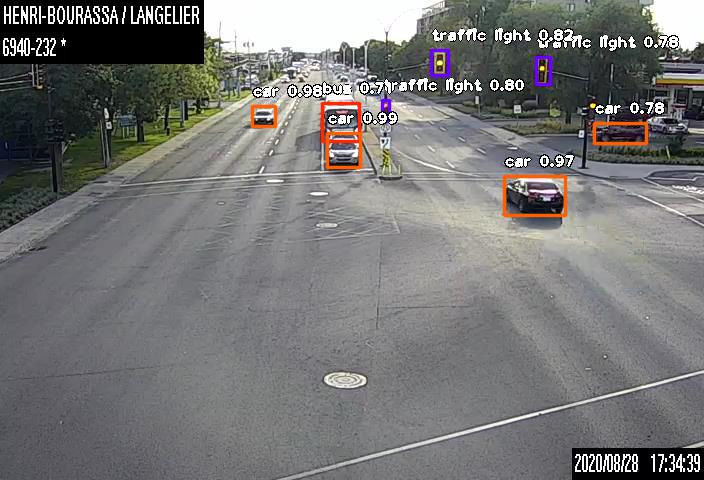 HENRI-BOURASSA / LANGELIER
6940-232 *
traffic light 0.82
traffic light 0.78
car 0.98
bus 0.71
traffic light 0.80
car 0.99
car 0.78
car 0.97
2020/08/28 17:34:39